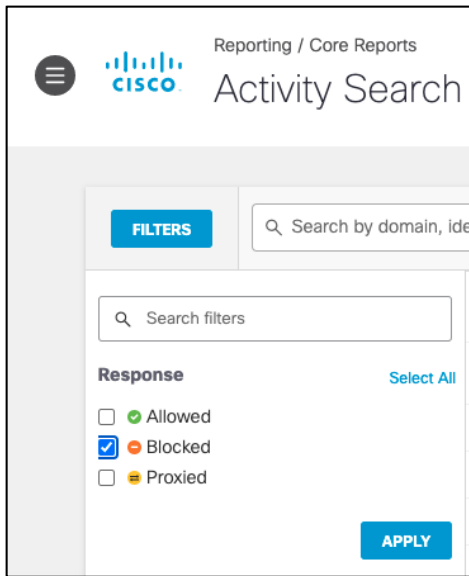 Reporting / Core Reports
CISCO
Activity Search
FILTERS
Search by domain, ide
Search filters
Response
Select All
Allowed
Blocked
Proxied
APPLY